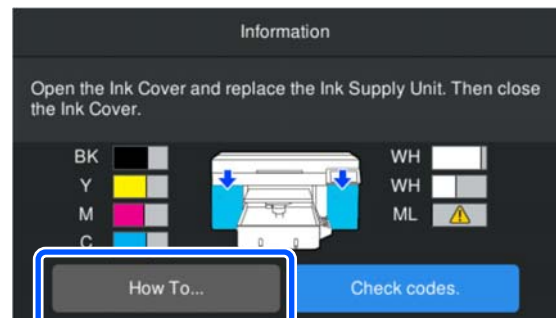 Information
Open the Ink Cover and replace the Ink Supply Unit. Then close
the Ink Cover.
BK
WH
Y
WH
M
ML
C
How To...
Check codes.